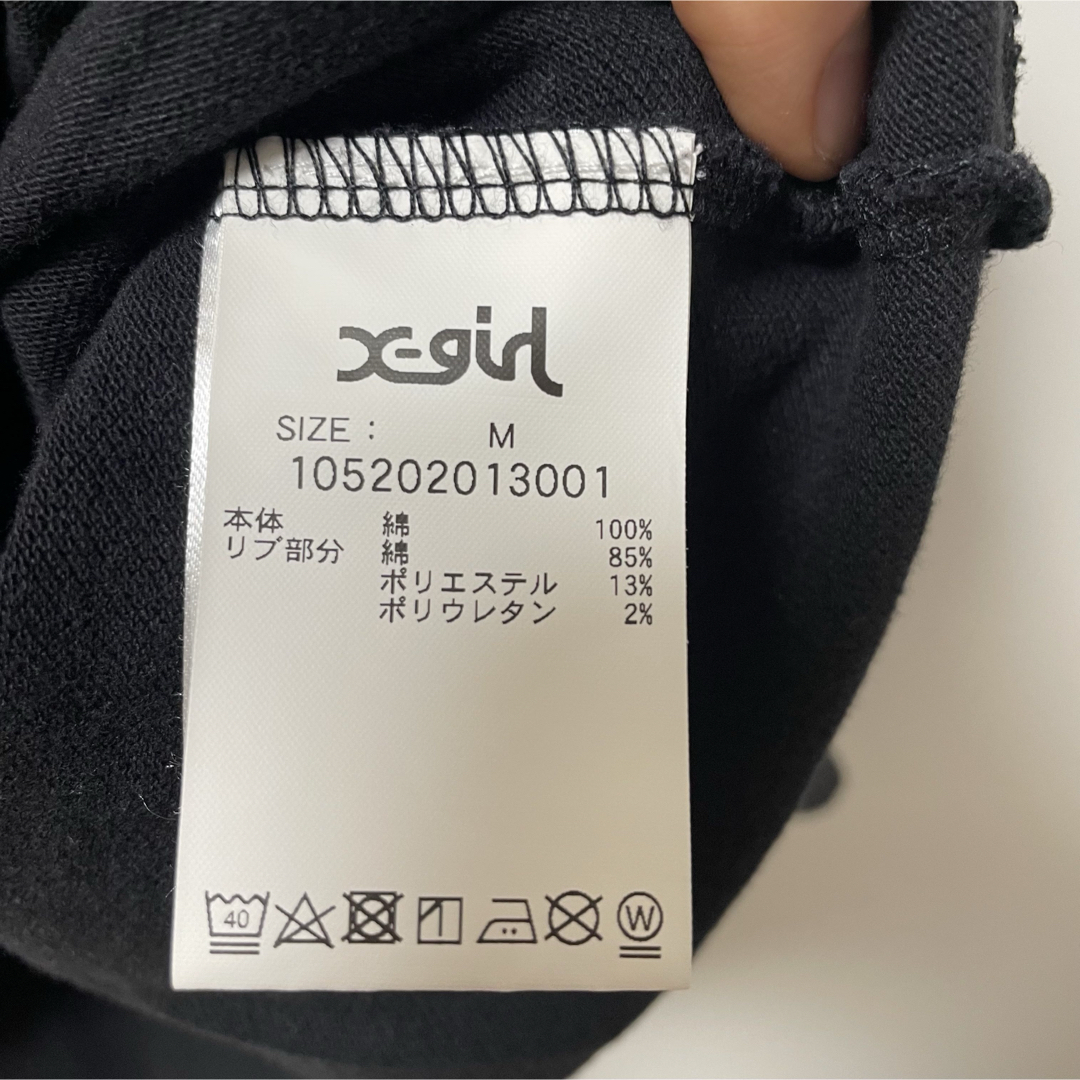 X-girl
SIZE : M
105202013001
本体 綿 100%
リブ部分 綿 85%
ポリエステル 13%
ポリウレタン 2%
40
W